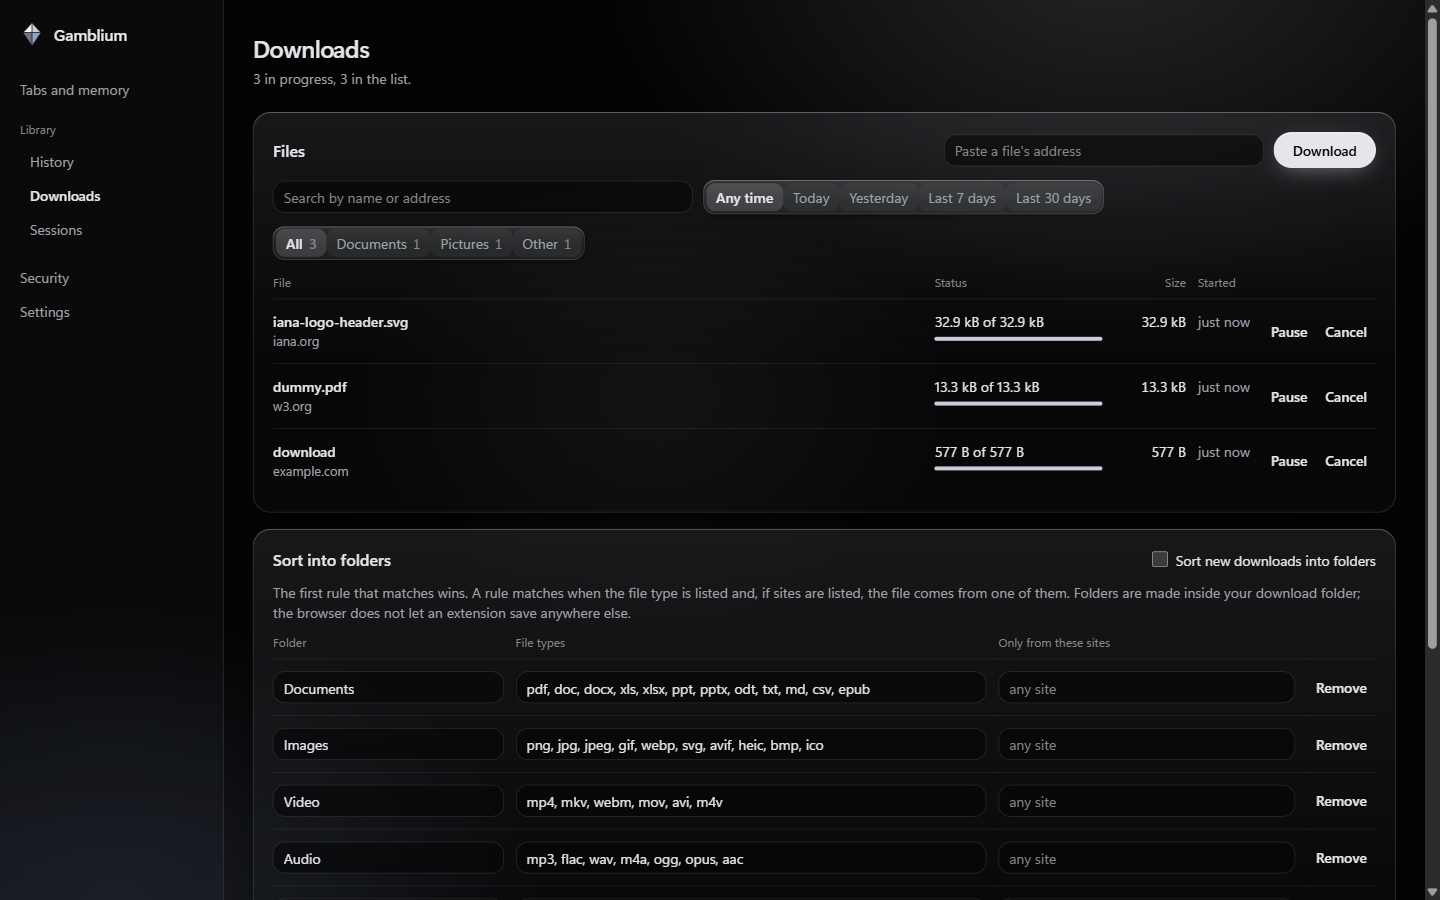 Gamblium
Tabs and memory
Library
History
Downloads
Sessions
Security
Settings
Downloads
3 in progress, 3 in the list.
Files
Paste a file's address
Download
Search by name or address
Any time Today Yesterday Last 7 days Last 30 days
All 3 Documents 1 Pictures 1 Other 1
File Status Size Started
iana-logo-header.svg 32.9 kB of 32.9 kB 32.9 kB just now Pause Cancel
iana.org
dummy.pdf 13.3 kB of 13.3 kB 13.3 kB just now Pause Cancel
w3.org
download 577 B of 577 B 577 B just now Pause Cancel
example.com
Sort into folders
Sort new downloads into folders
The first rule that matches wins. A rule matches when the file type is listed and, if sites are listed, the file comes from one of them. Folders are made inside your download folder;
the browser does not let an extension save anywhere else.
Folder File types Only from these sites
Documents pdf, doc, docx, xls, xlsx, ppt, pptx, odt, txt, md, csv, epub any site Remove
Images png, jpg, jpeg, gif, webp, svg, avif, heic, bmp, ico any site Remove
Video mp4, mkv, webm, mov, avi, m4v any site Remove
Audio mp3, flac, wav, m4a, ogg, opus, aac any site Remove